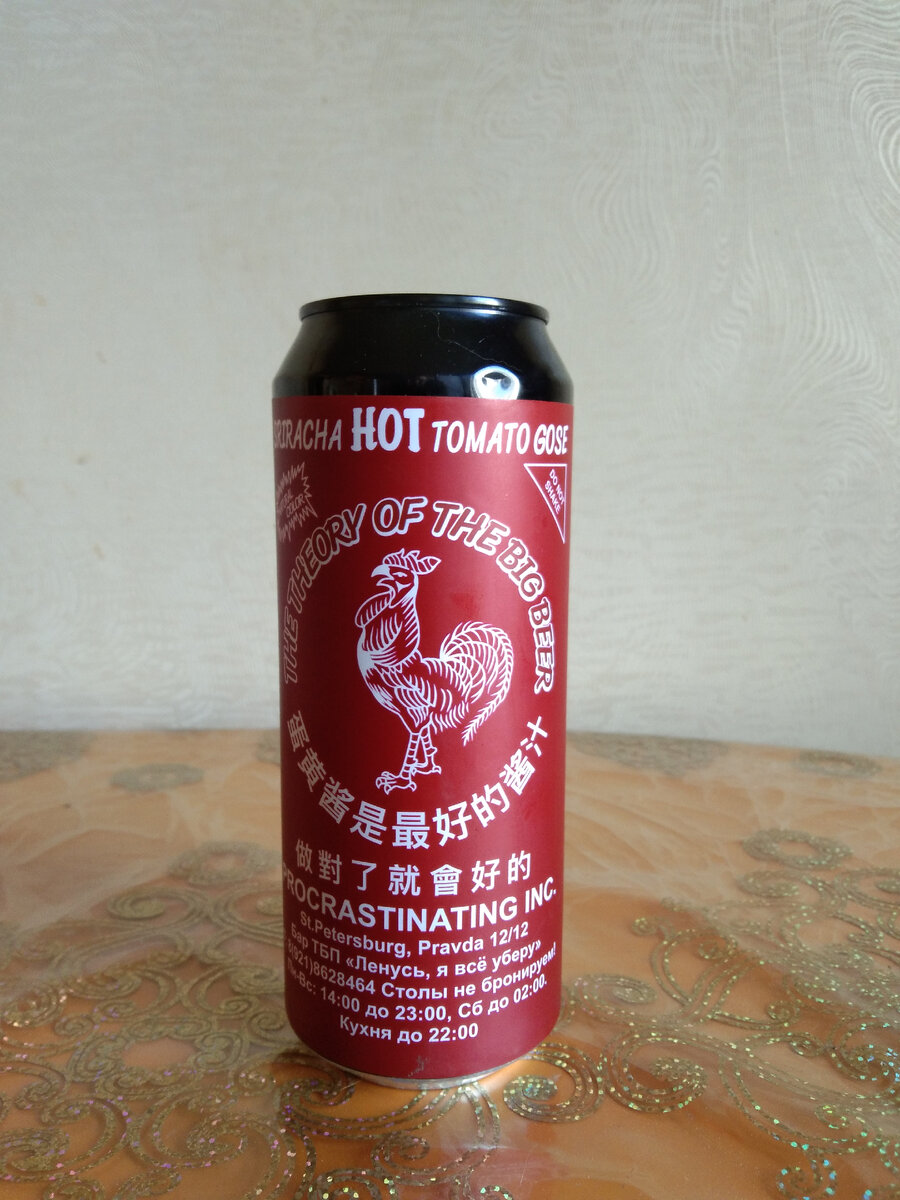 SRIRACHA HOT TOMATO GOSE
DO NOT
SHAKE
THE THEORY OF THE BIG BEER
蛋黃酱是最好的酱汁
做對了就會好的
PROCRASTINATING INC.
St.Petersburg, Pravda 12/12
Бар ТБП «Ленусь, я всё уберу»
8(921)8628464 Столы не бронируем!
Пн-Вс: 14:00 до 23:00, Сб до 02:00.
Кухня до 22:00